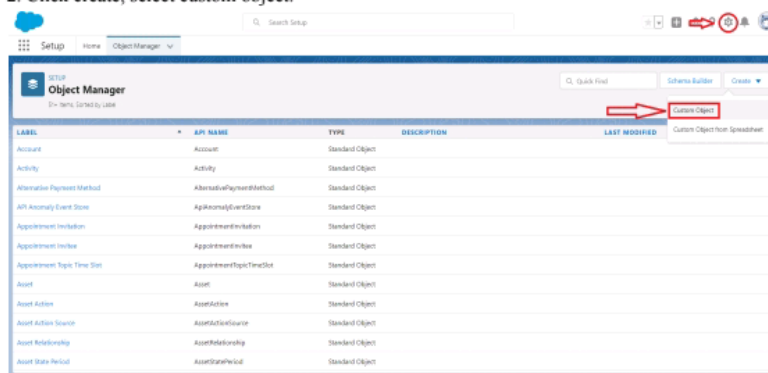 2. Click create, select custom object.
Search Setup
Setup Home Object Manager
SETUP
Object Manager
51+ Items, Sorted by Label
Quick Find
Schema Builder
Create
Custom Object
Custom Object from Spreadsheet
LABEL API NAME TYPE DESCRIPTION LAST MODIFIED
Account Account Standard Object
Activity Activity Standard Object
Alternative Payment Method AlternativePaymentMethod Standard Object
API Anomaly Event Store ApiAnomalyEventStore Standard Object
Appointment Invitation AppointmentInvitation Standard Object
Appointment Invitee AppointmentInvitee Standard Object
Appointment Topic Time Slot AppointmentTopicTimeSlot Standard Object
Asset Asset Standard Object
Asset Action AssetAction Standard Object
Asset Action Source AssetActionSource Standard Object
Asset Relationship AssetRelationship Standard Object
Asset State Period AssetStatePeriod Standard Object